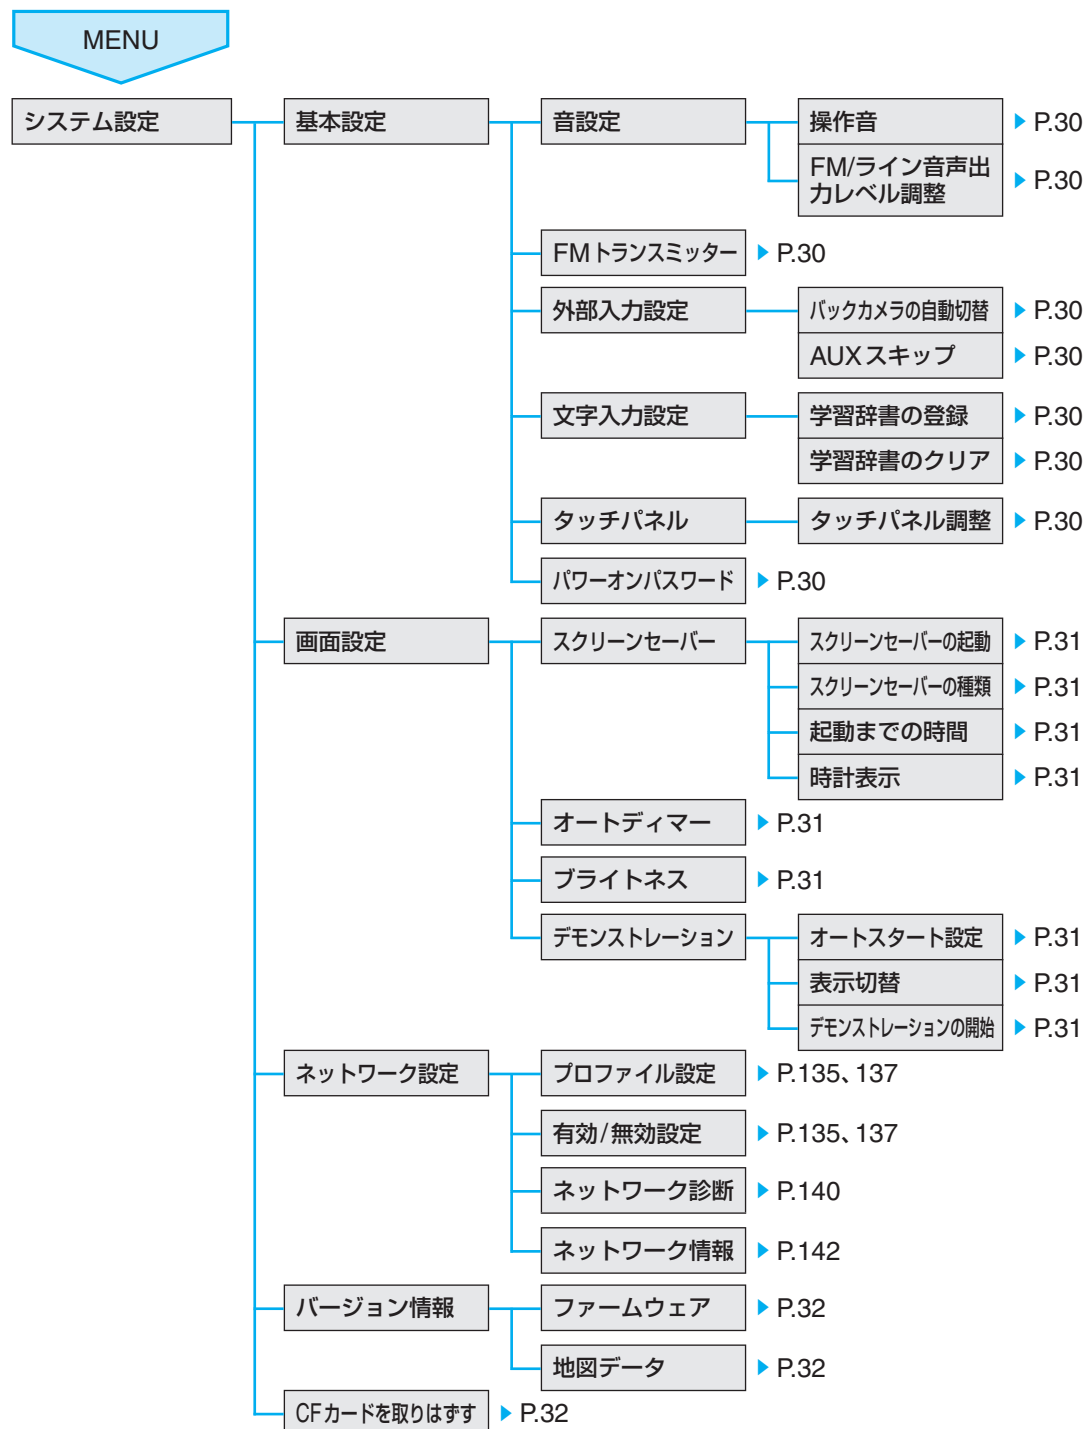 MENU
システム設定
基本設定
音設定
操作音
P.30
FM/ライン音声出
力レベル調整
P.30
FMトランスミッター
P.30
外部入力設定
バックカメラの自動切替
P.30
AUXスキップ
P.30
文字入力設定
学習辞書の登録
P.30
学習辞書のクリア
P.30
タッチパネル
タッチパネル調整
P.30
パワーオンパスワード
P.30
画面設定
スクリーンセーバー
スクリーンセーバーの起動
P.31
スクリーンセーバーの種類
P.31
起動までの時間
P.31
時計表示
P.31
オートディマー
P.31
ブライトネス
P.31
デモンストレーション
オートスタート設定
P.31
表示切替
P.31
デモンストレーションの開始
P.31
ネットワーク設定
プロファイル設定
P.135、137
有効/無効設定
P.135、137
ネットワーク診断
P.140
ネットワーク情報
P.142
バージョン情報
ファームウェア
P.32
地図データ
P.32
CFカードを取りはずす
P.32